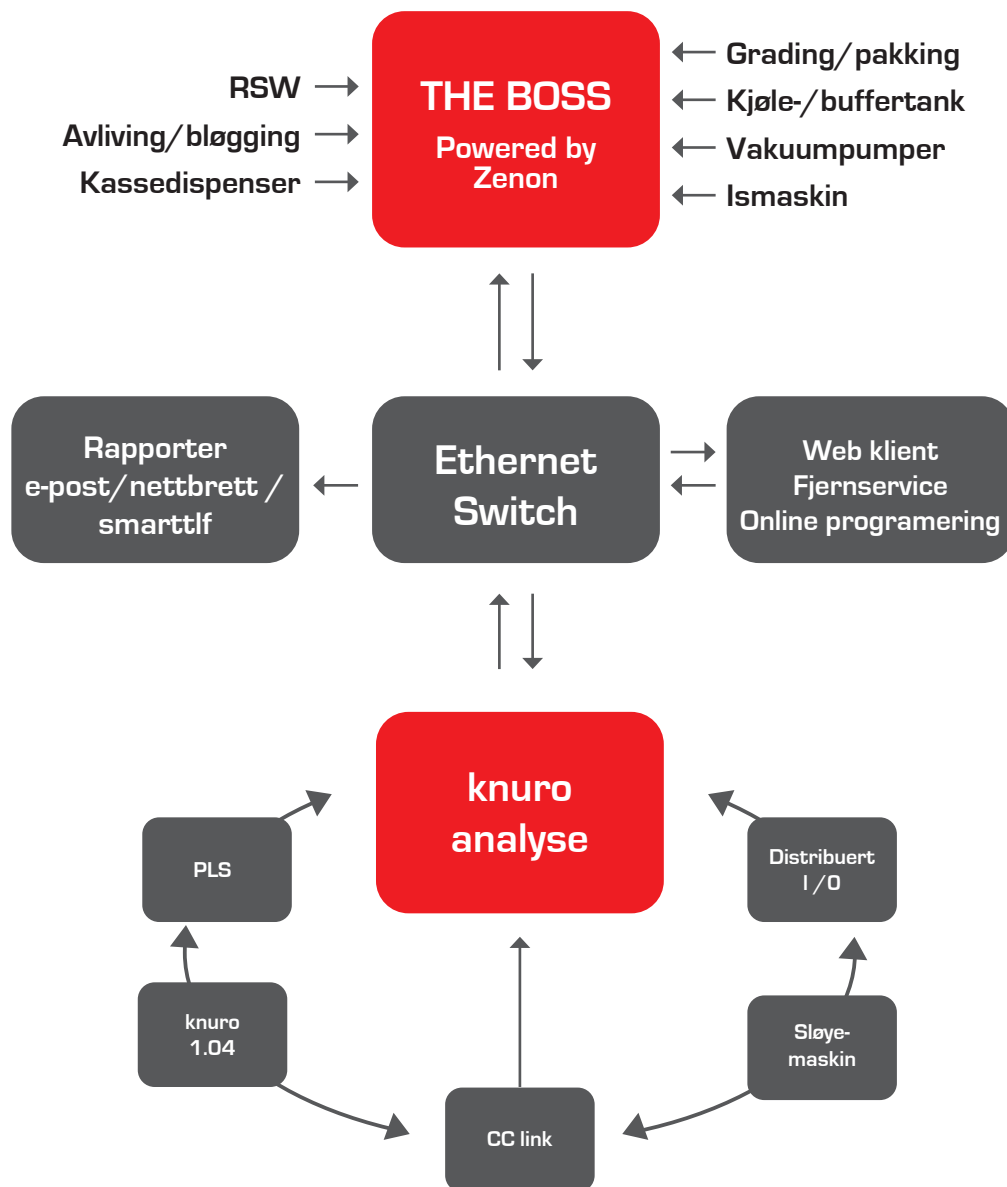 RSW
Avliving/bløgging
Kassedispenser
THE BOSS
Powered by
Zenon
Grading/pakking
Kjøle-/buffertank
Vakuumpumper
Ismaskin
Rapporter
e-post/nettbrett /
smarttlf
Ethernet
Switch
Web klient
Fjernservice
Online programering
knuro
analyse
PLS
Distribuert
I /O
knuro
1.04
Sløye-
maskin
CC link